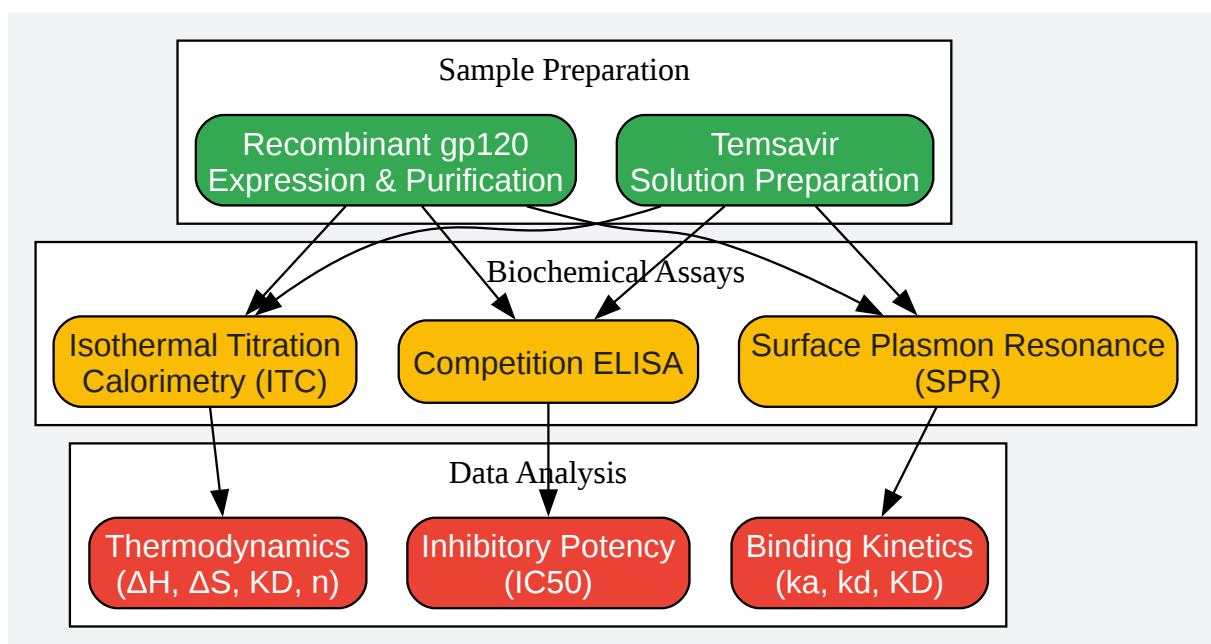 Sample Preparation
Recombinant gp120
Expression & Purification
Temsavir
Solution Preparation
Biochemical Assays
Isothermal Titration
Calorimetry (ITC)
Competition ELISA
Surface Plasmon Resonance
(SPR)
Data Analysis
Thermodynamics
(ΔH, ΔS, KD, n)
Inhibitory Potency
(IC50)
Binding Kinetics
(ka, kd, KD)